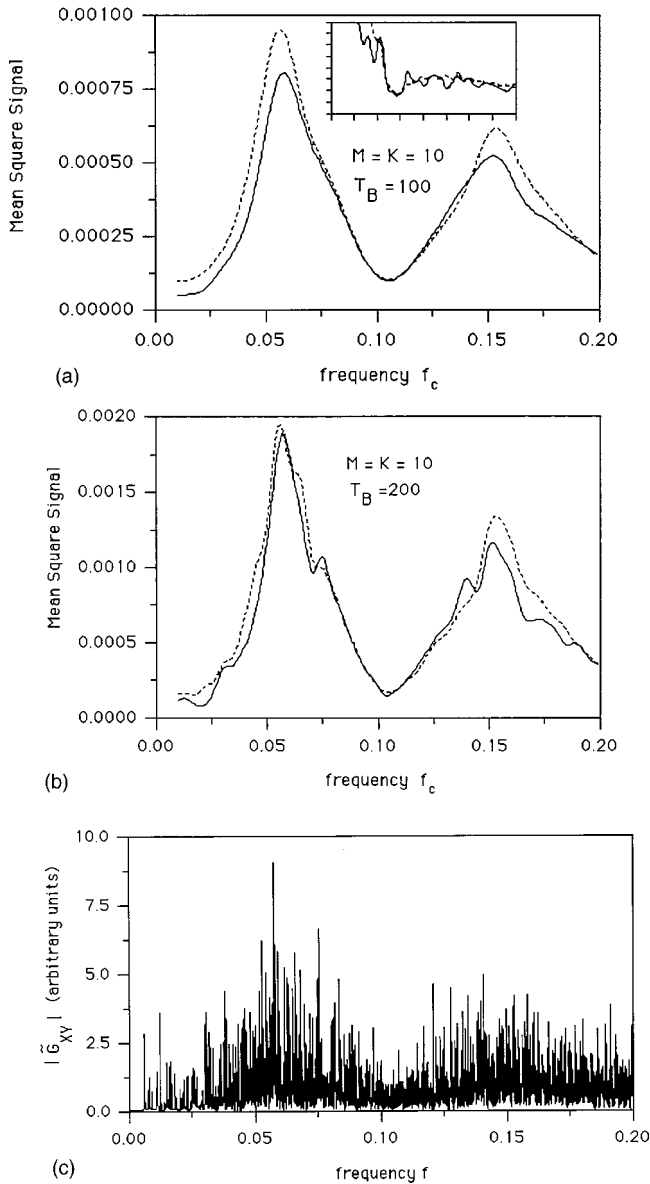 0.00100
0.00075
0.00050
0.00025
0.00000
Mean Square Signal
M = K = 10
T_B = 100
0.00 0.05 0.10 0.15 0.20
(a)
frequency f_c
0.0020
0.0015
0.0010
0.0005
0.0000
Mean Square Signal
M = K = 10
T_B = 200
0.00 0.05 0.10 0.15 0.20
(b)
frequency f_c
10.0
7.5
5.0
2.5
0.0
| G̃_XY | (arbitrary units)
0.00 0.05 0.10 0.15 0.20
(c)
frequency f